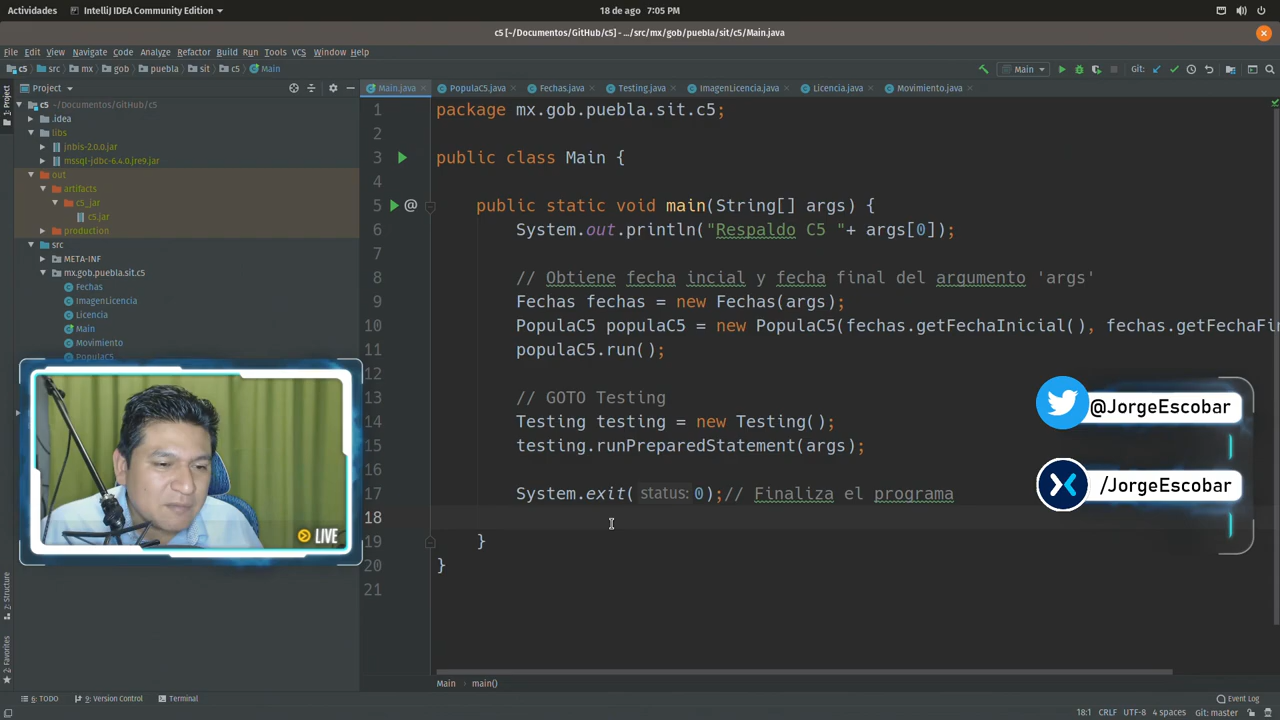 Actividades
IntelliJ IDEA Community Edition
18 de ago 7:05 PM
c5 [~/Documentos/GitHub/c5] - .../src/mx/gob/puebla/sit/c5/Main.java
File Edit View Navigate Code Analyze Refactor Build Run Tools VCS Window Help
c5 src mx gob puebla sit c5 Main
Main
Git:
1: Project
Project
Main.java PopulaC5.java Fechas.java Testing.java ImagenLicencia.java Licencia.java Movimiento.java
c5 ~/Documentos/GitHub/c5
.idea
libs
jnbis-2.0.0.jar
mssql-jdbc-6.4.0.jre9.jar
out
artifacts
c5_jar
c5.jar
production
src
META-INF
mx.gob.puebla.sit.c5
Fechas
ImagenLicencia
Licencia
Main
Movimiento
PopulaC5
1 package mx.gob.puebla.sit.c5;
2
3 public class Main {
4
5 public static void main(String[] args) {
6 System.out.println("Respaldo C5 "+ args[0]);
7
8 // Obtiene fecha incial y fecha final del argumento 'args'
9 Fechas fechas = new Fechas(args);
10 PopulaC5 populaC5 = new PopulaC5(fechas.getFechaInicial(), fechas.getFechaFi
11 populaC5.run();
12
13 // GOTO Testing
14 Testing testing = new Testing();
15 testing.runPreparedStatement(args);
16
17 System.exit( status: 0);// Finaliza el programa
18
19 }
20 }
21
LIVE
@JorgeEscobar
/JorgeEscobar
7: Structure
2: Favorites
Main main()
6: TODO 9: Version Control Terminal
Event Log
18:1 CRLF UTF-8 4 spaces Git: master